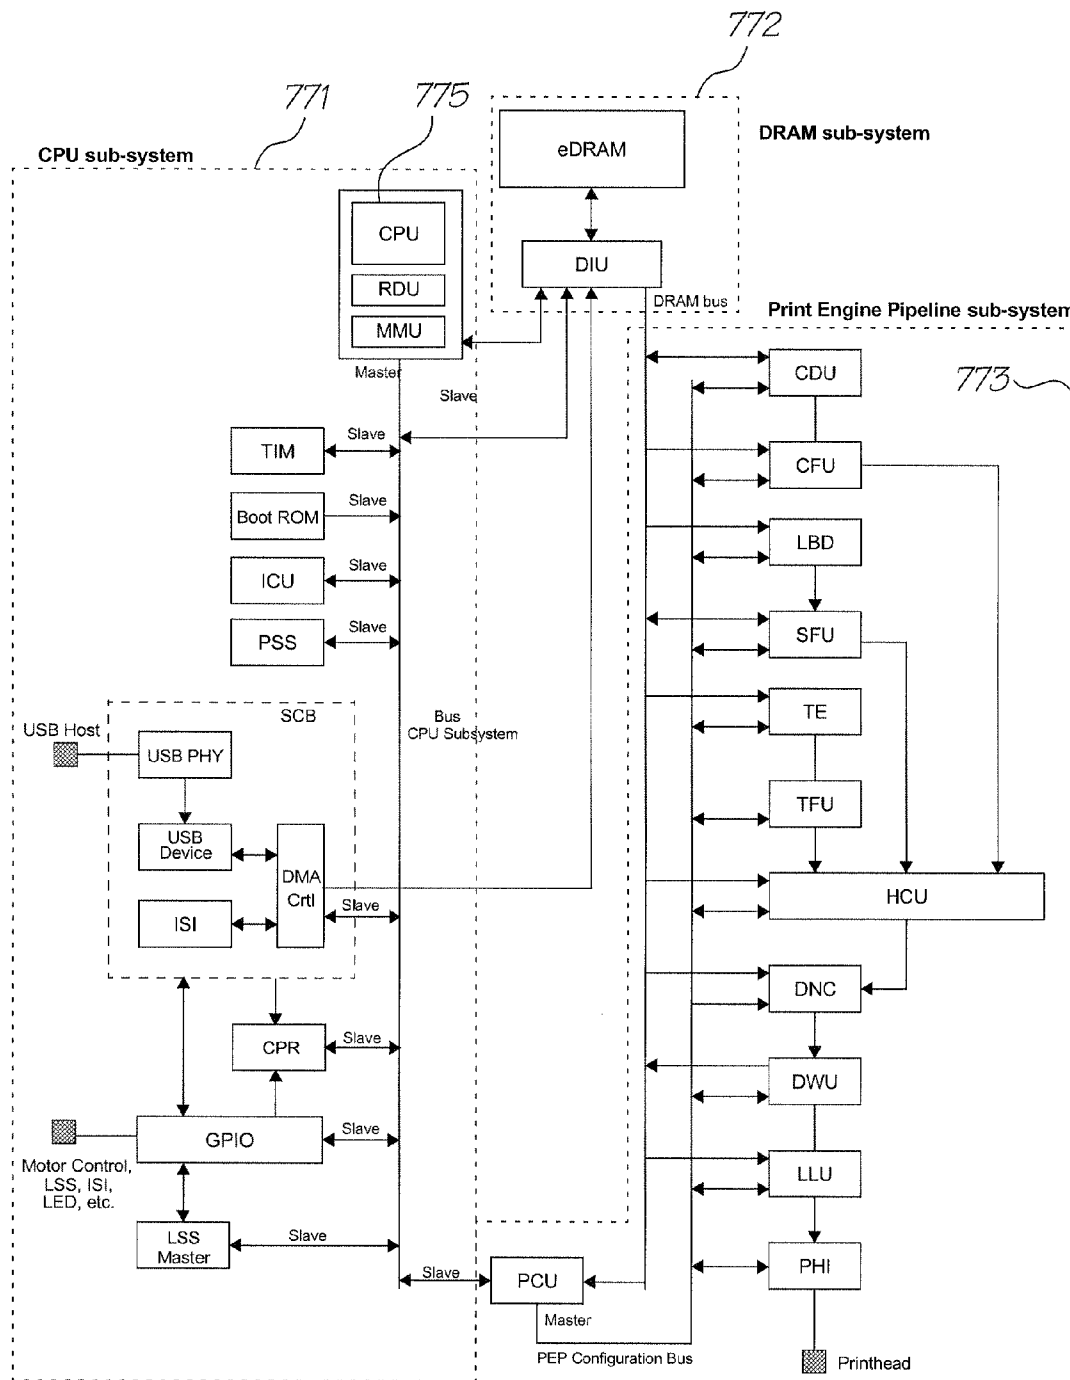 772
771
775
DRAM sub-system
CPU sub-system
eDRAM
CPU
DIU
RDU
DRAM bus
Print Engine Pipeline sub-system
MMU
Master
Slave
CDU
773
TIM
Slave
CFU
Boot ROM
Slave
LBD
ICU
Slave
PSS
Slave
SFU
SCB
Bus
CPU Subsystem
TE
USB Host
USB PHY
TFU
USB
Device
DMA
Crtl
HCU
ISI
Slave
DNC
CPR
Slave
DWU
GPIO
Slave
Motor Control,
LSS, ISI,
LED, etc.
LLU
LSS
Master
Slave
PHI
Slave
PCU
Master
PEP Configuration Bus
Printhead